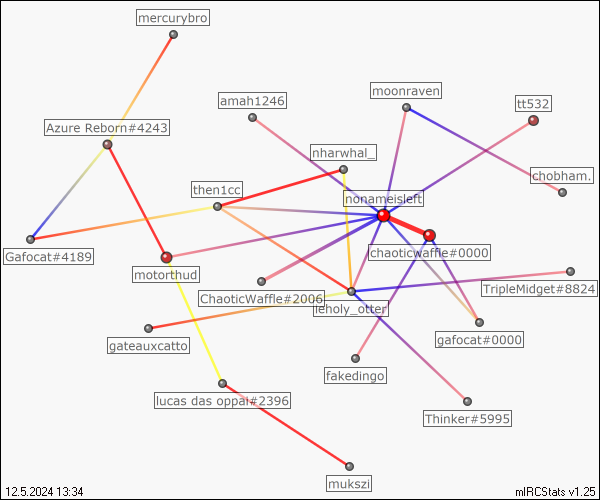 mercurybro
amah1246
moonraven
tt532
Azure Reborn#4243
nharwhal_
chobham.
then1cc
nonameisleft
Gafocat#4189
motorthud
chaoticwaffle#0000
ChaoticWaffle#2006
leholy_otter
TripleMidget#8824
gateauxcatto
gafocat#0000
fakedingo
lucas das oppai#2396
Thinker#5995
mukszi
12.5.2024 13:34
mIRCStats v1.25